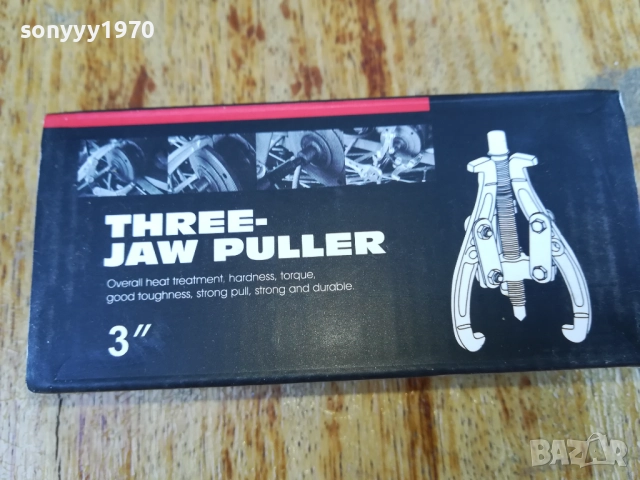 sonyyy1970
THREE-
JAW PULLER
Overall heat treatment, hardness, torque,
good toughness, strong pull, strong and durable.
3″
BAZAR